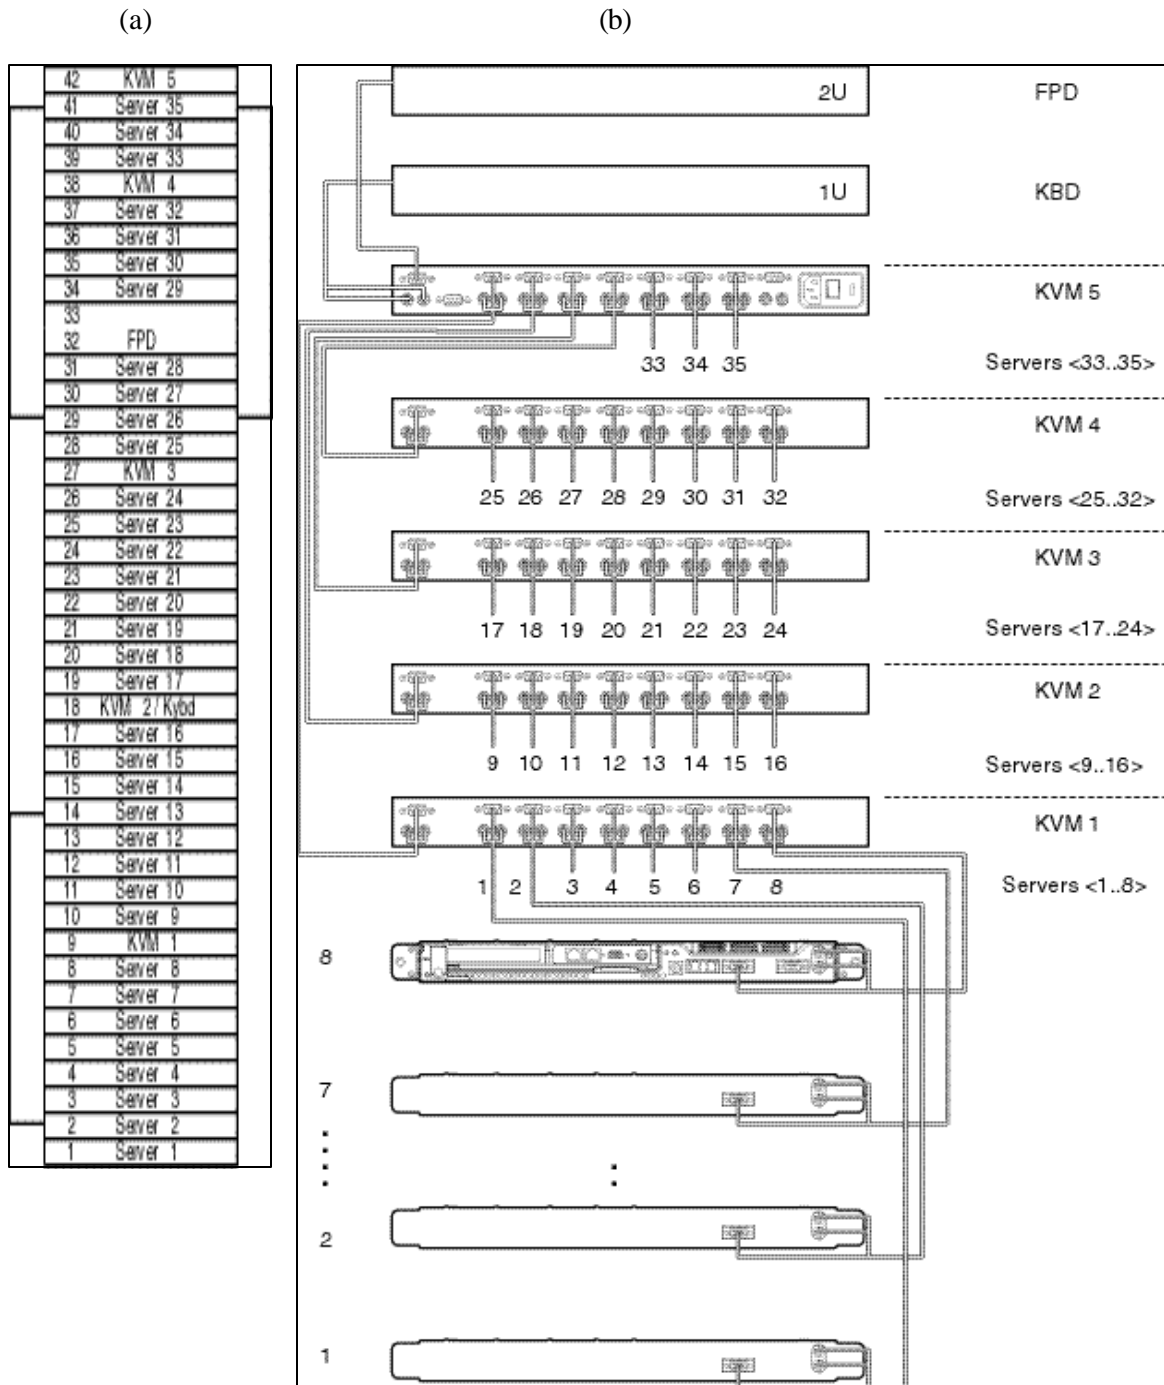 (a)
(b)
42 KVM 5
41 Server 35
40 Server 34
39 Server 33
38 KVM 4
37 Server 32
36 Server 31
35 Server 30
34 Server 29
33
32 FPD
31 Server 28
30 Server 27
29 Server 26
28 Server 25
27 KVM 3
26 Server 24
25 Server 23
24 Server 22
23 Server 21
22 Server 20
21 Server 19
20 Server 18
19 Server 17
18 KVM 2/Kybd
17 Server 16
16 Server 15
15 Server 14
14 Server 13
13 Server 12
12 Server 11
11 Server 10
10 Server 9
9 KVM 1
8 Server 8
7 Server 7
6 Server 6
5 Server 5
4 Server 4
3 Server 3
2 Server 2
1 Server 1
2U FPD
1U KBD
KVM 5
33 34 35 Servers <33..35>
KVM 4
25 26 27 28 29 30 31 32 Servers <25..32>
KVM 3
17 18 19 20 21 22 23 24 Servers <17..24>
KVM 2
9 10 11 12 13 14 15 16 Servers <9..16>
KVM 1
1 2 3 4 5 6 7 8 Servers <1..8>
8
7
2
1